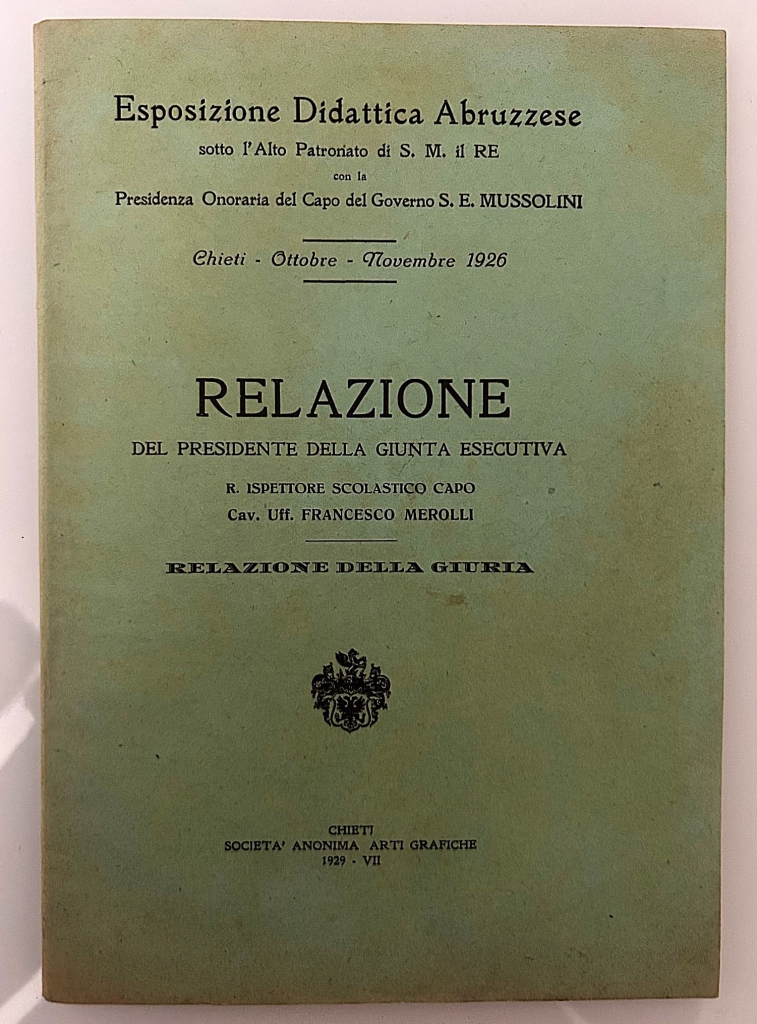 Esposizione Didattica Abruzzese
sotto l'Alto Patronato di S. M. il RE
con la
Presidenza Onoraria del Capo del Governo S. E. MUSSOLINI
Chieti - Ottobre - Novembre 1926
RELAZIONE
DEL PRESIDENTE DELLA GIUNTA ESECUTIVA
R. ISPETTORE SCOLASTICO CAPO
Cav. Uff. FRANCESCO MEROLLI
RELAZIONE DELLA GIURIA
CHIETI
SOCIETA' ANONIMA ARTI GRAFICHE
1929 - VII